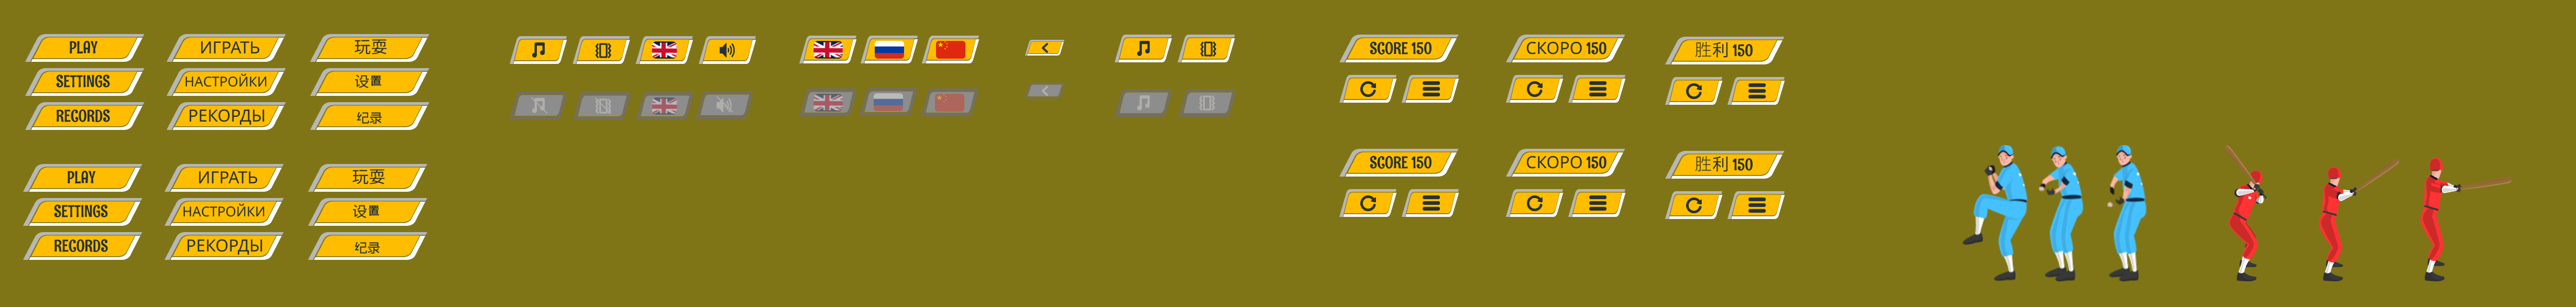 PLAY ИГРАТЬ 玩耍
SETTINGS НАСТРОЙКИ 设置
RECORDS РЕКОРДЫ 纪录
SCORE 150 СКОРО 150 胜利 150
PLAY ИГРАТЬ 玩耍
SETTINGS НАСТРОЙКИ 设置
RECORDS РЕКОРДЫ 纪录
SCORE 150 СКОРО 150 胜利 150